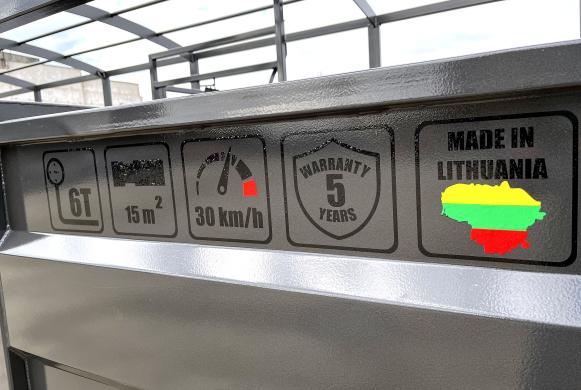 6T
15 m²
30 km/h
WARRANTY
5
YEARS
MADE IN
LITHUANIA